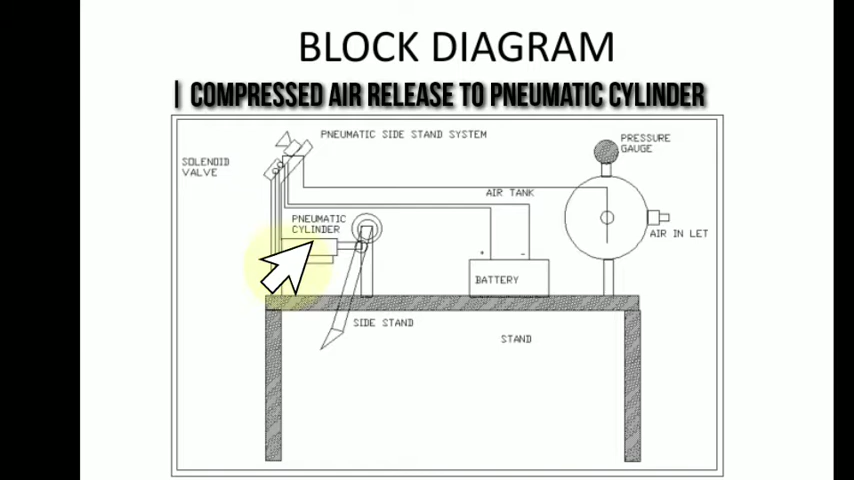 BLOCK DIAGRAM
| COMPRESSED AIR RELEASE TO PNEUMATIC CYLINDER
PNEUMATIC SIDE STAND SYSTEM
PRESSURE
GAUGE
SOLENOID
VALVE
AIR TANK
PNEUMATIC
CYLINDER
AIR IN LET
+ -
BATTERY
SIDE STAND
STAND